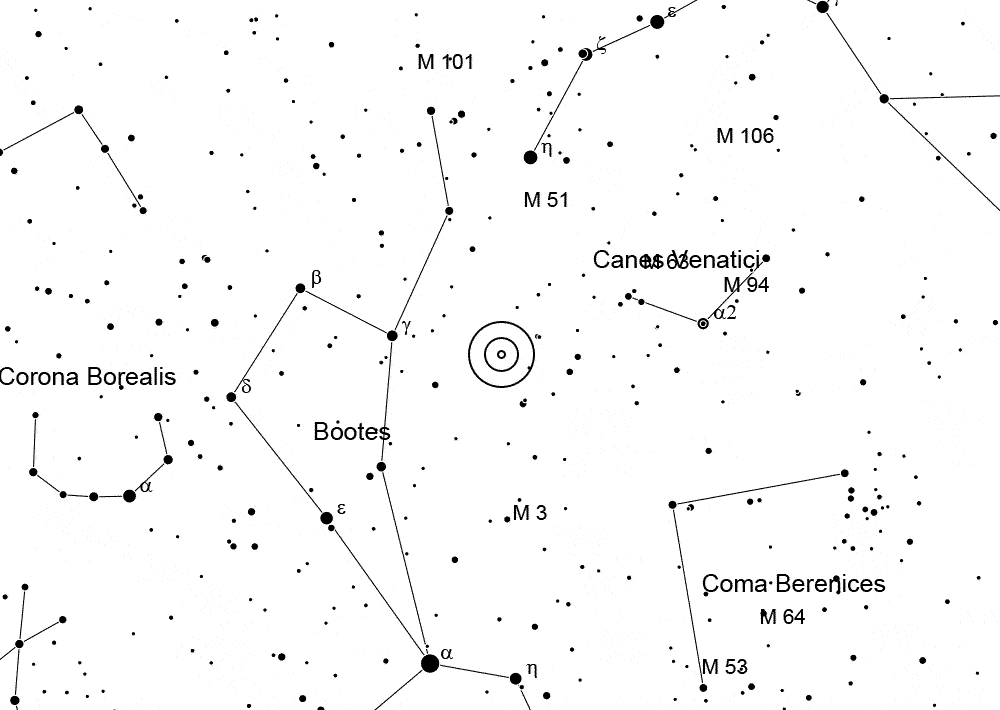 ε
ζ
γ
M 101
M 106
η
M 51
Canes Venatici
M 63
M 94
β
α2
γ
Corona Borealis
δ
Bootes
α
ε
M 3
Coma Berenices
M 64
α
M 53
η